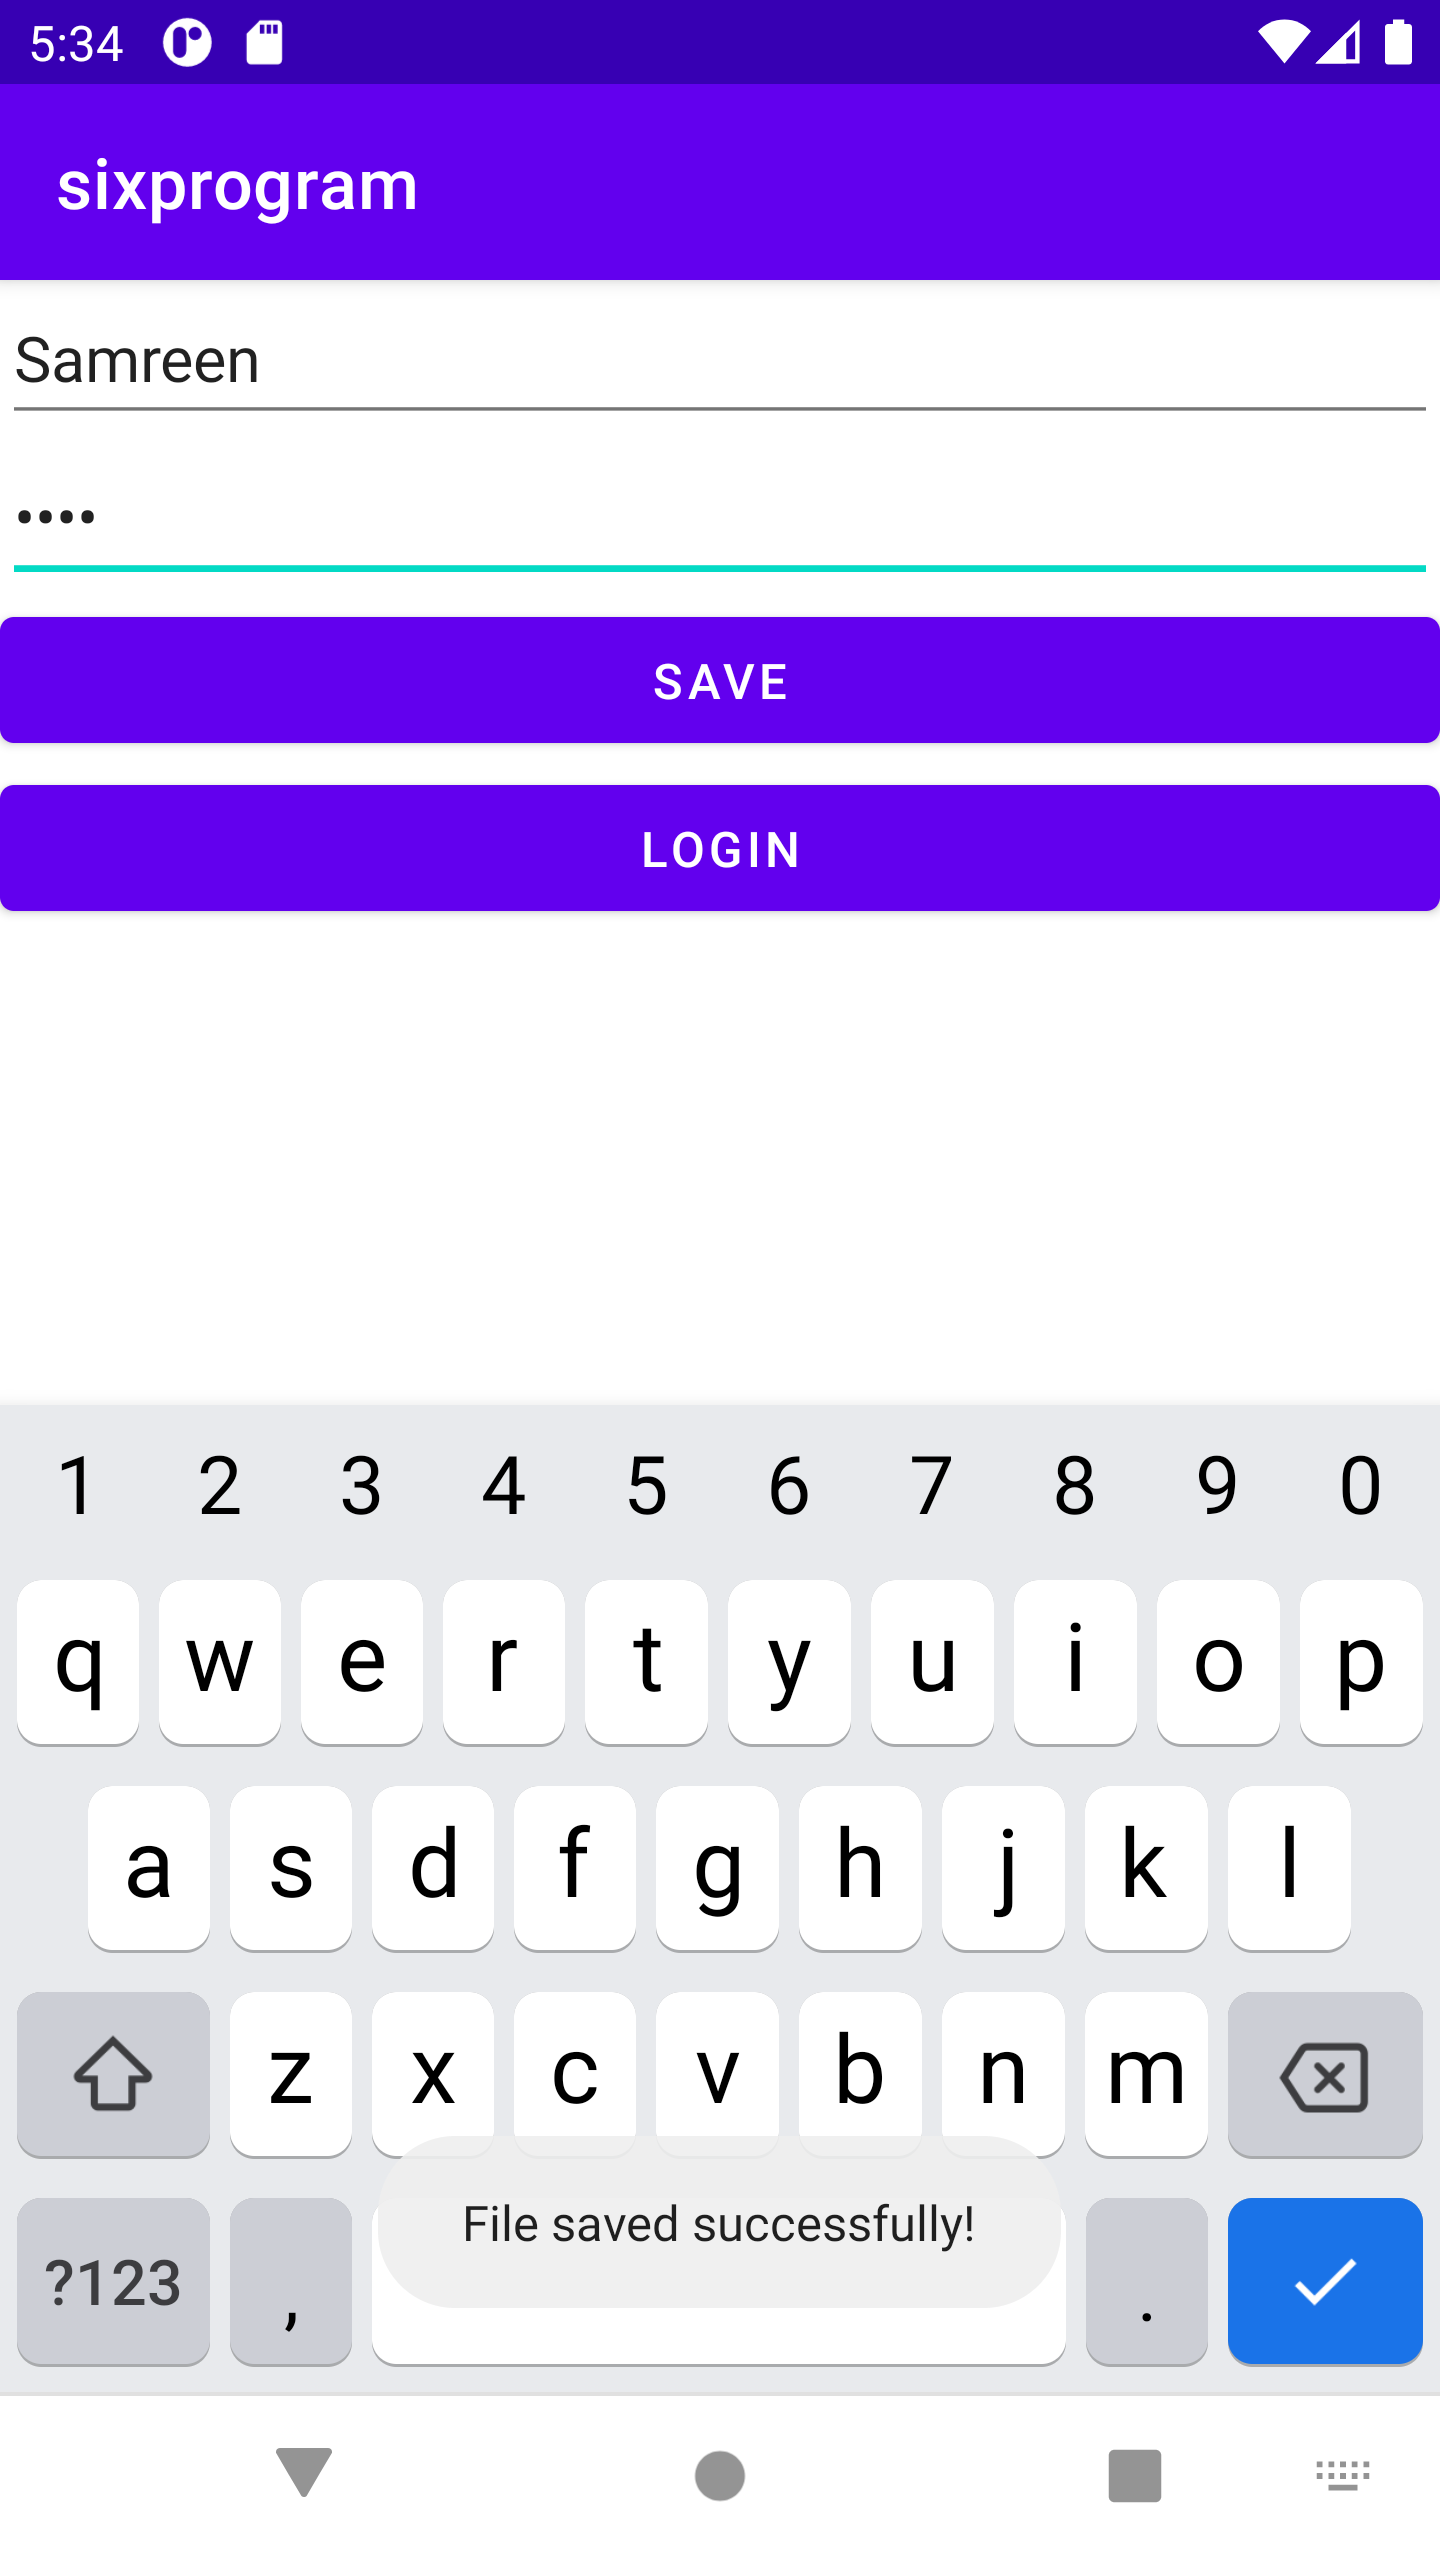 5:34
sixprogram
Samreen
••••
SAVE
LOGIN
1 2 3 4 5 6 7 8 9 0
q w e r t y u i o p
a s d f g h j k l
z x c v b n m
File saved successfully!
?123 , .